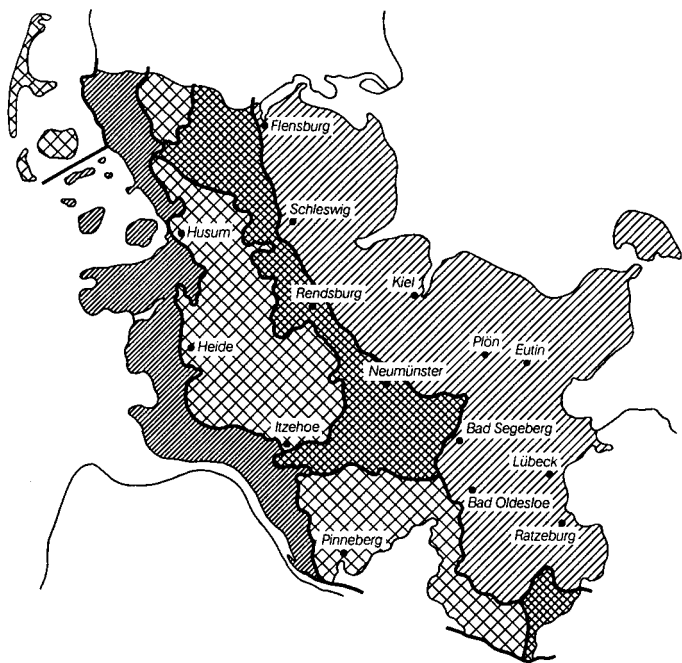 Flensburg
Schleswig
Husum
Kiel
Rendsburg
Plön
Eutin
Heide
Neumünster
Itzehoe
Bad Segeberg
Lübeck
Bad Oldesloe
Ratzeburg
Pinneberg